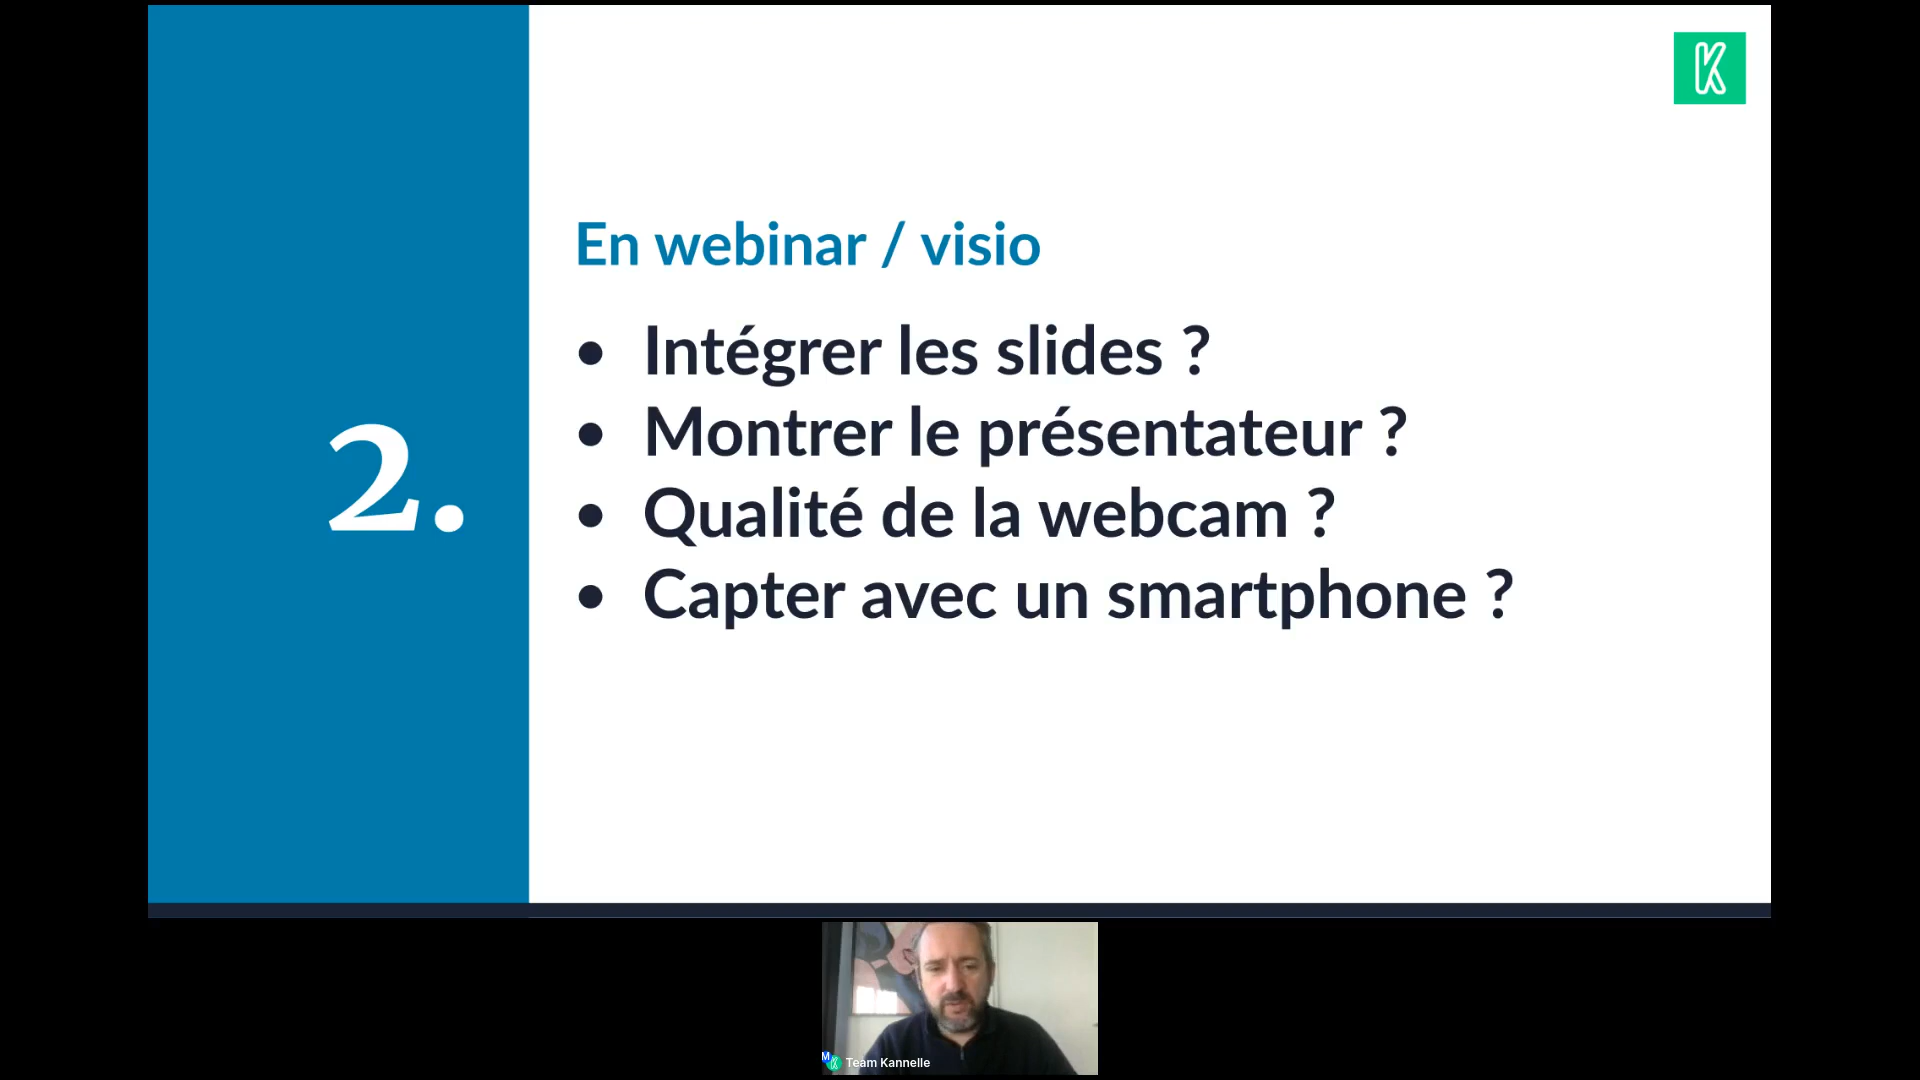 K
2.
En webinar / visio
• Intégrer les slides ?
• Montrer le présentateur ?
• Qualité de la webcam ?
• Capter avec un smartphone ?
M
Team Kannelle